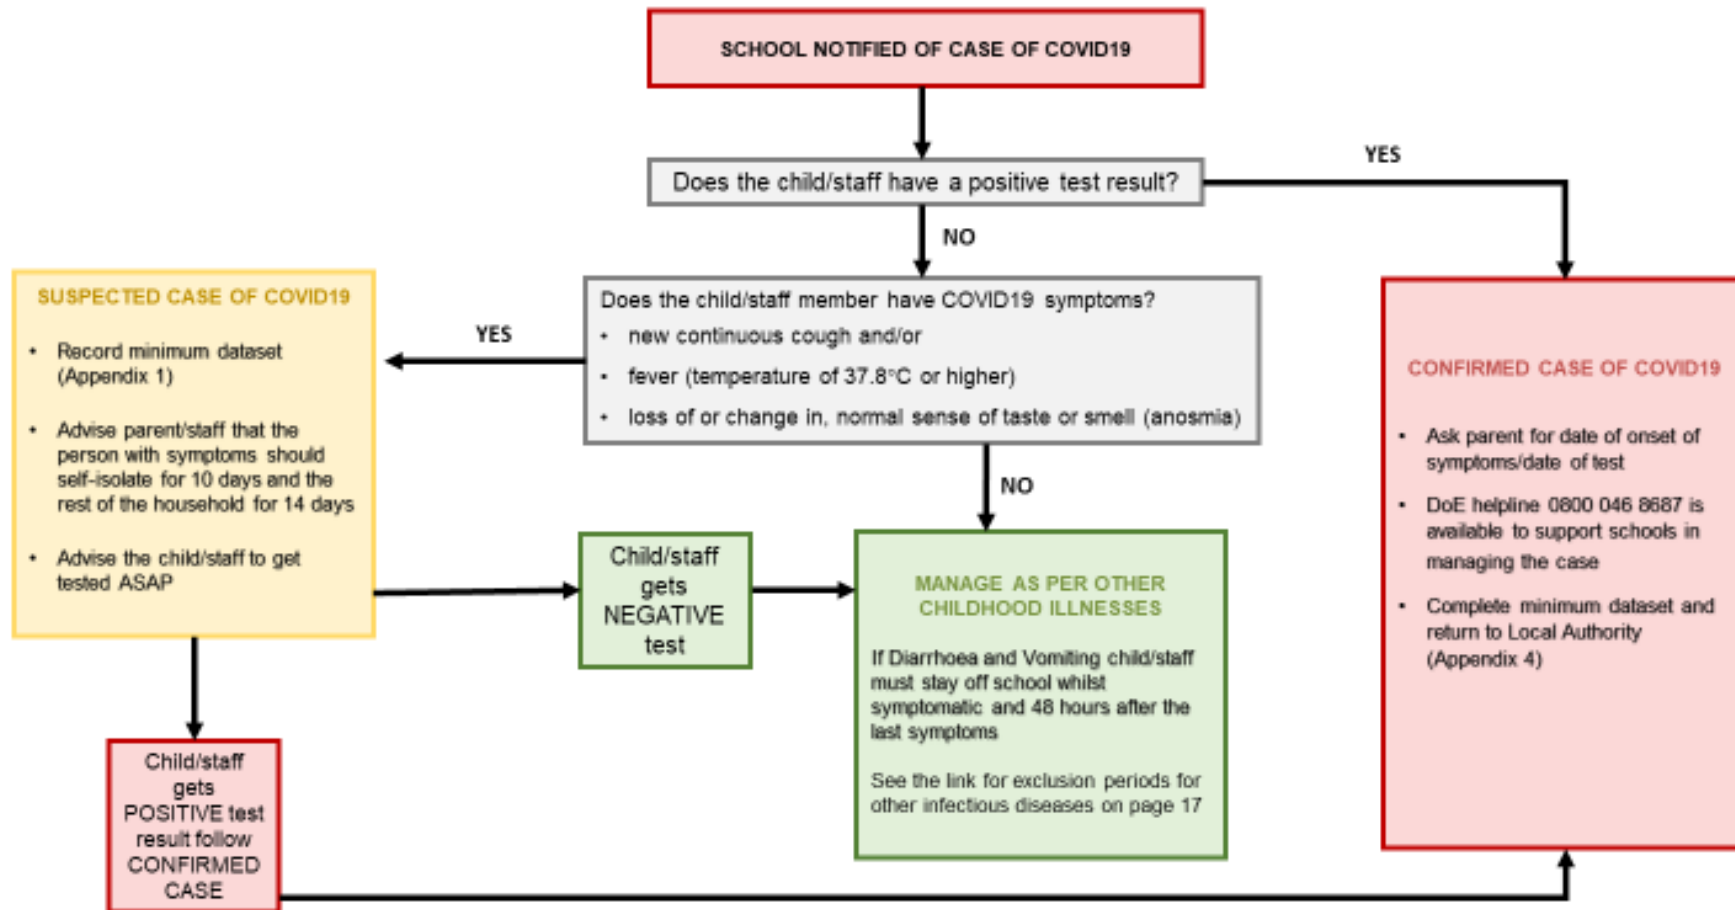 SCHOOL NOTIFIED OF CASE OF COVID19
YES
Does the child/staff have a positive test result?
NO
Does the child/staff member have COVID19 symptoms?
• new continuous cough and/or
• fever (temperature of 37.8°C or higher)
• loss of or change in, normal sense of taste or smell (anosmia)
YES
SUSPECTED CASE OF COVID19
• Record minimum dataset
(Appendix 1)
• Advise parent/staff that the
person with symptoms should
self-isolate for 10 days and the
rest of the household for 14 days
• Advise the child/staff to get
tested ASAP
NO
Child/staff
gets
NEGATIVE
test
MANAGE AS PER OTHER
CHILDHOOD ILLNESSES
If Diarrhoea and Vomiting child/staff
must stay off school whilst
symptomatic and 48 hours after the
last symptoms
See the link for exclusion periods for
other infectious diseases on page 17
CONFIRMED CASE OF COVID19
• Ask parent for date of onset of
symptoms/date of test
• DoE helpline 0800 046 8687 is
available to support schools in
managing the case
• Complete minimum dataset and
return to Local Authority
(Appendix 4)
Child/staff
gets
POSITIVE test
result follow
CONFIRMED
CASE